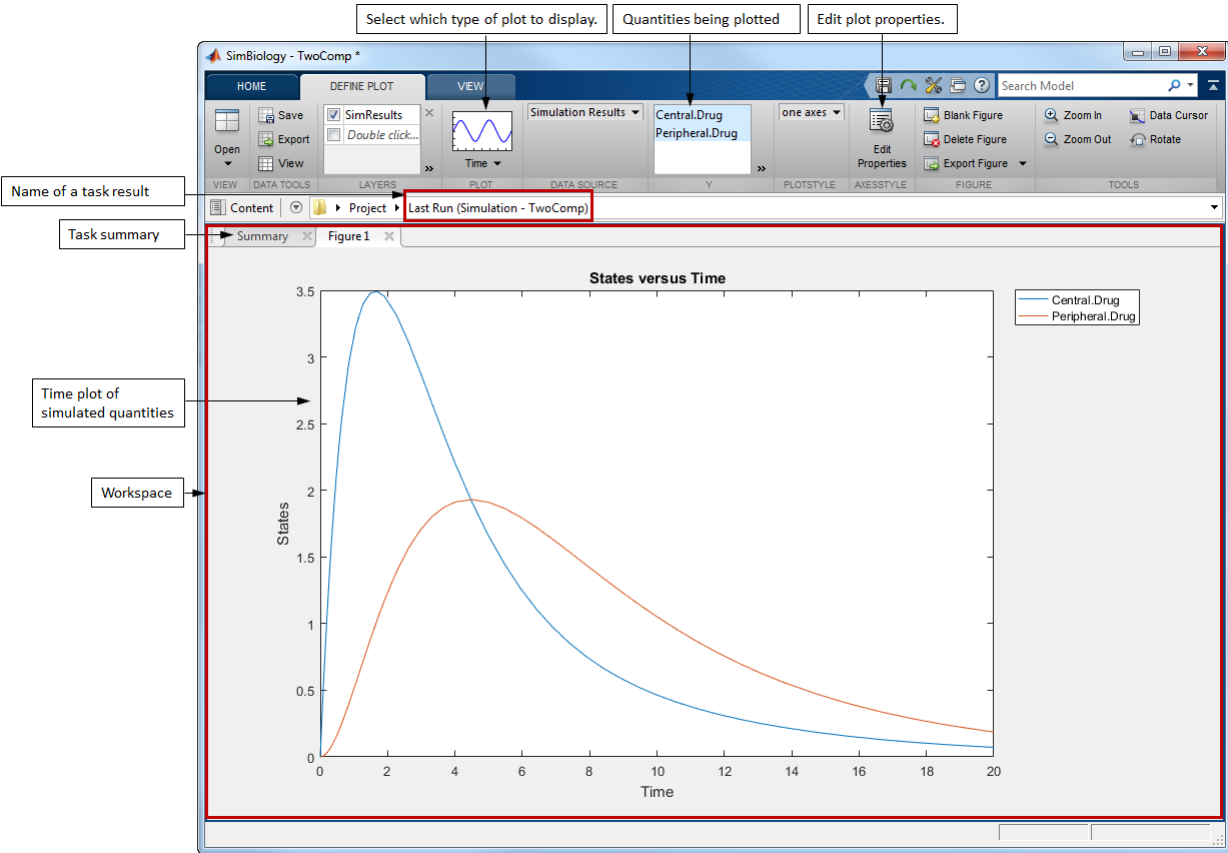 Select which type of plot to display.
Quantities being plotted
Edit plot properties.
SimBiology - TwoComp *
HOME
DEFINE PLOT
VIEW
Search Model
Open
Save
Export
View
SimResults
Double click...
Time
Simulation Results
Central.Drug
Peripheral.Drug
one axes
Edit
Properties
Blank Figure
Delete Figure
Export Figure
Zoom In
Zoom Out
Data Cursor
Rotate
VIEW
DATA TOOLS
LAYERS
PLOT
DATA SOURCE
Y
PLOTSTYLE
AXESSTYLE
FIGURE
TOOLS
Name of a task result
Content
Project
Last Run (Simulation - TwoComp)
Task summary
Summary
Figure 1
States versus Time
Central.Drug
Peripheral.Drug
3.5
3
2.5
2
1.5
1
0.5
0
States
Time plot of
simulated quantities
Workspace
0 2 4 6 8 10 12 14 16 18 20
Time